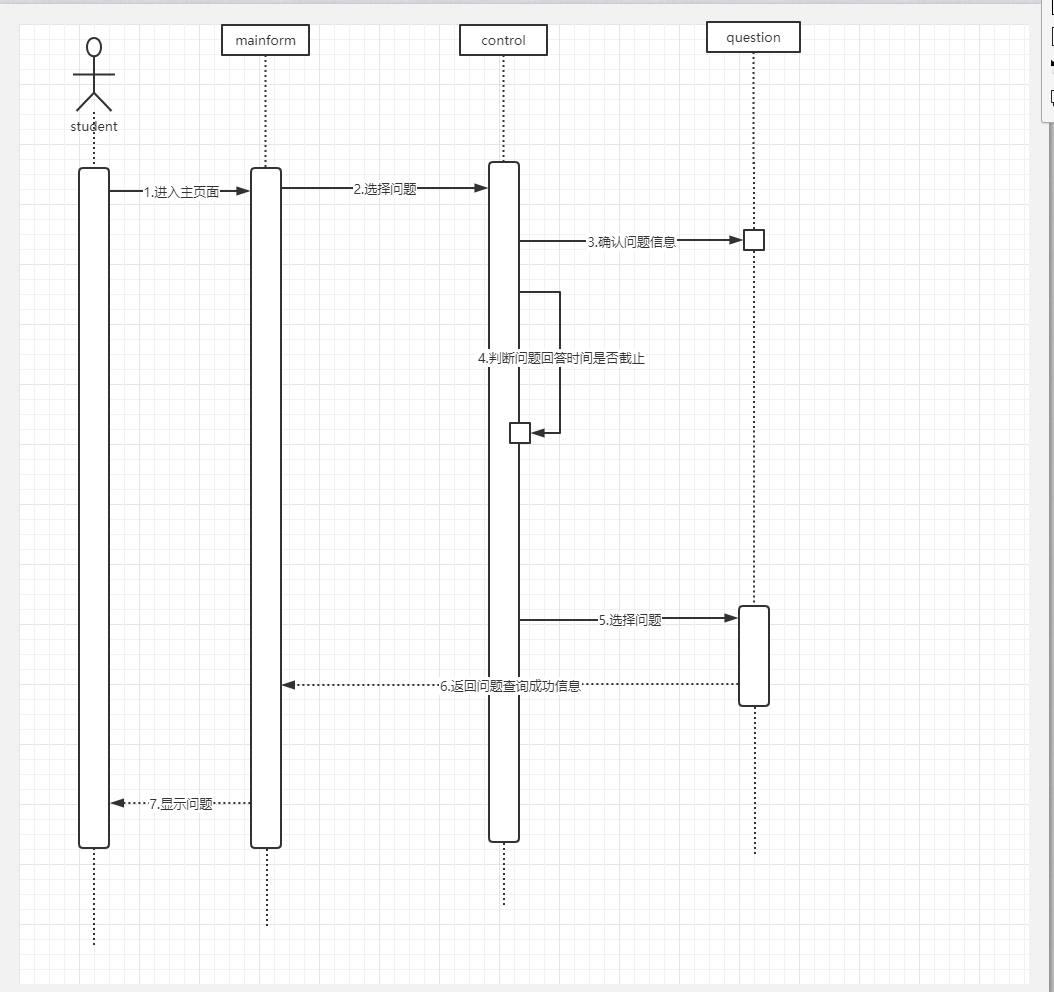 mainform
control
question
student
1.进入主页面
2.选择问题
3.确认问题信息
4.判断问题回答时间是否截止
5.选择问题
6.返回问题查询成功信息
7.显示问题